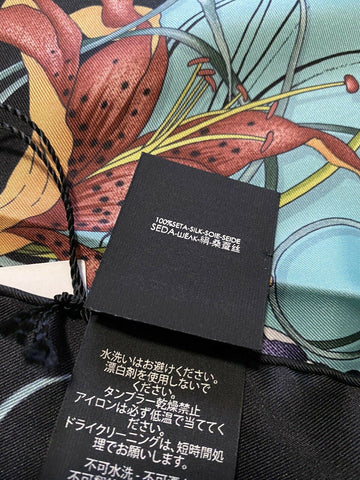 100%SETA-SILK-SOIE-SEIDE
SEDA-WEAK-絹-桑蚕丝
水洗いはお避けください。
漂白剤を使用しないで
ください。
タンブラー乾燥禁止
アイロンは必ず低温で当ててく
ださい。
ドライクリーニングは、短時間処
理でお願いします。
不可水洗 - 不可